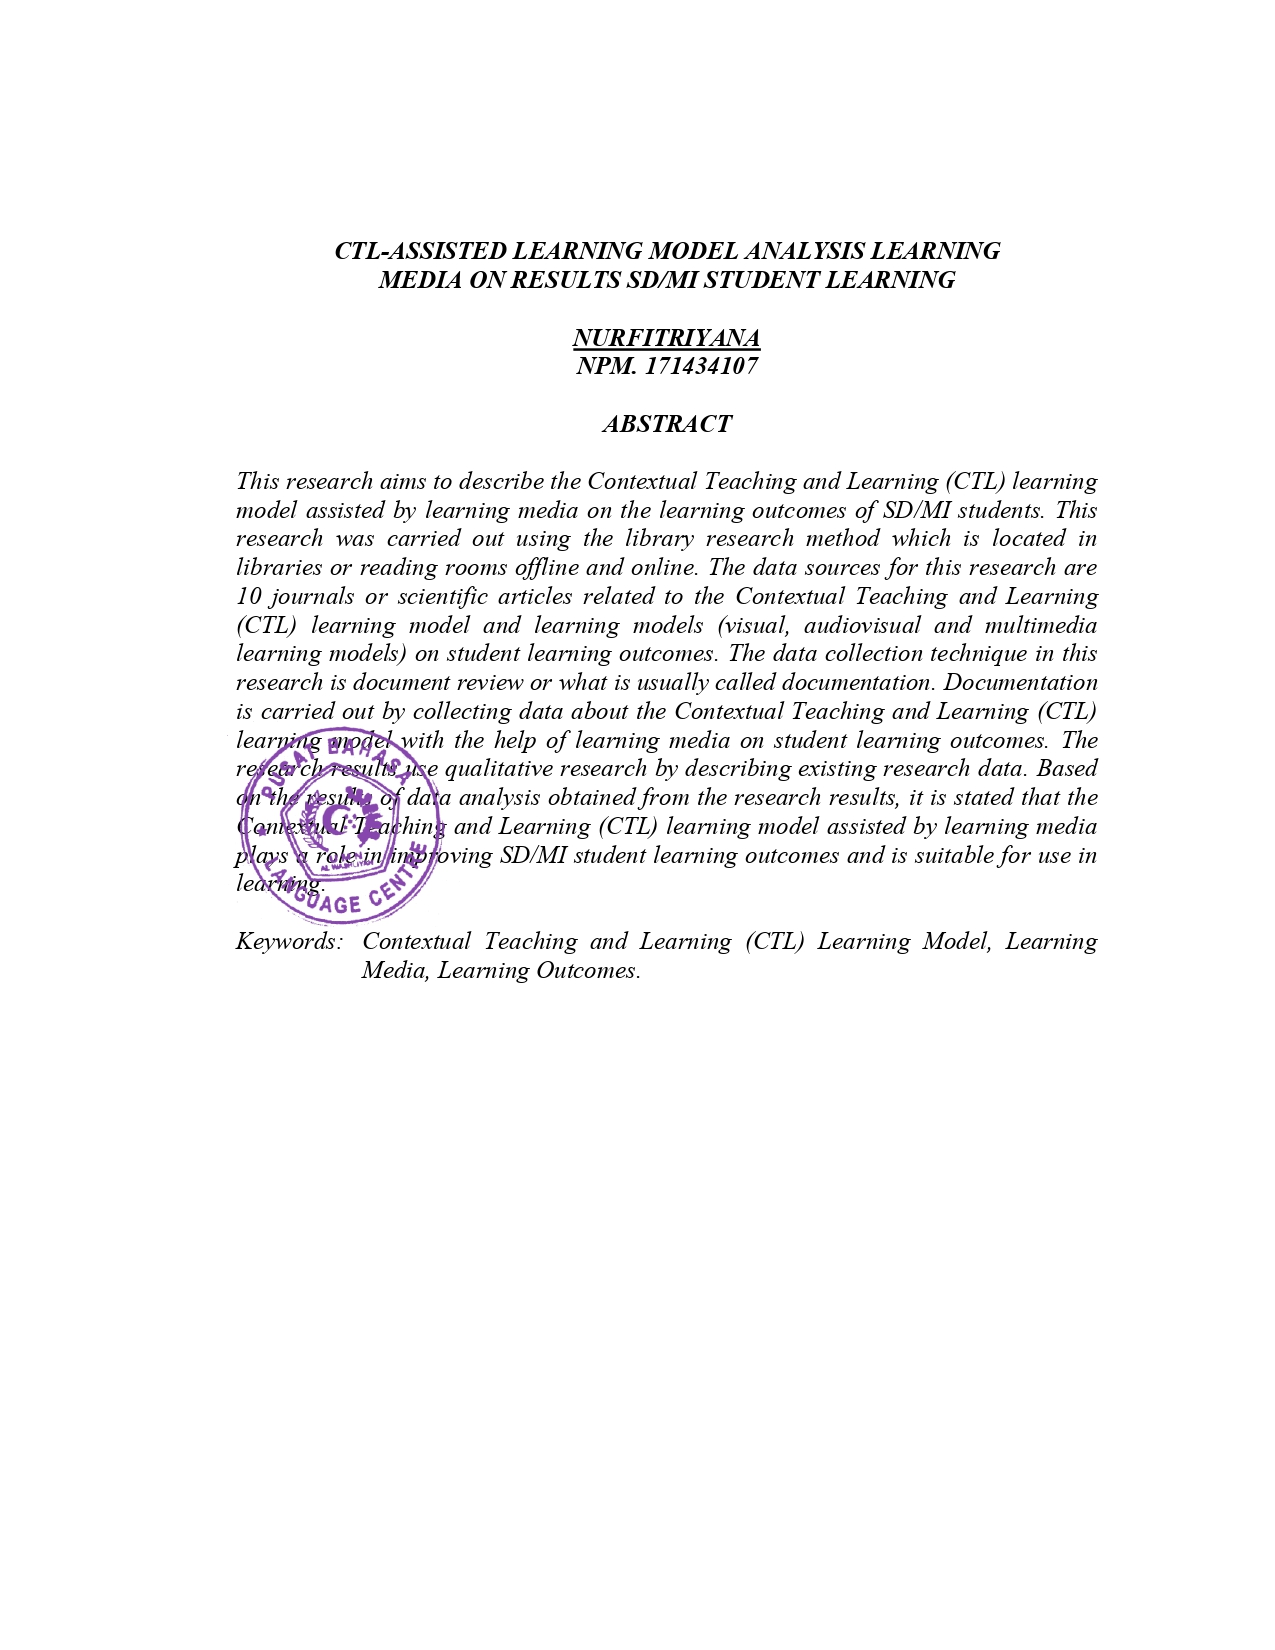 CTL-ASSISTED LEARNING MODEL ANALYSIS LEARNING
MEDIA ON RESULTS SD/MI STUDENT LEARNING
NURFITRIYANA
NPM. 171434107
ABSTRACT
This research aims to describe the Contextual Teaching and Learning (CTL) learning
model assisted by learning media on the learning outcomes of SD/MI students. This
research was carried out using the library research method which is located in
libraries or reading rooms offline and online. The data sources for this research are
10 journals or scientific articles related to the Contextual Teaching and Learning
(CTL) learning model and learning models (visual, audiovisual and multimedia
learning models) on student learning outcomes. The data collection technique in this
research is document review or what is usually called documentation. Documentation
is carried out by collecting data about the Contextual Teaching and Learning (CTL)
learning model with the help of learning media on student learning outcomes. The
research results use qualitative research by describing existing research data. Based
on the results of data analysis obtained from the research results, it is stated that the
Contextual Teaching and Learning (CTL) learning model assisted by learning media
plays a role in improving SD/MI student learning outcomes and is suitable for use in
learning.
PUSAT BAHASA
AL WASHLIYAH
LANGUAGE CENTRE
Keywords: Contextual Teaching and Learning (CTL) Learning Model, Learning
Media, Learning Outcomes.